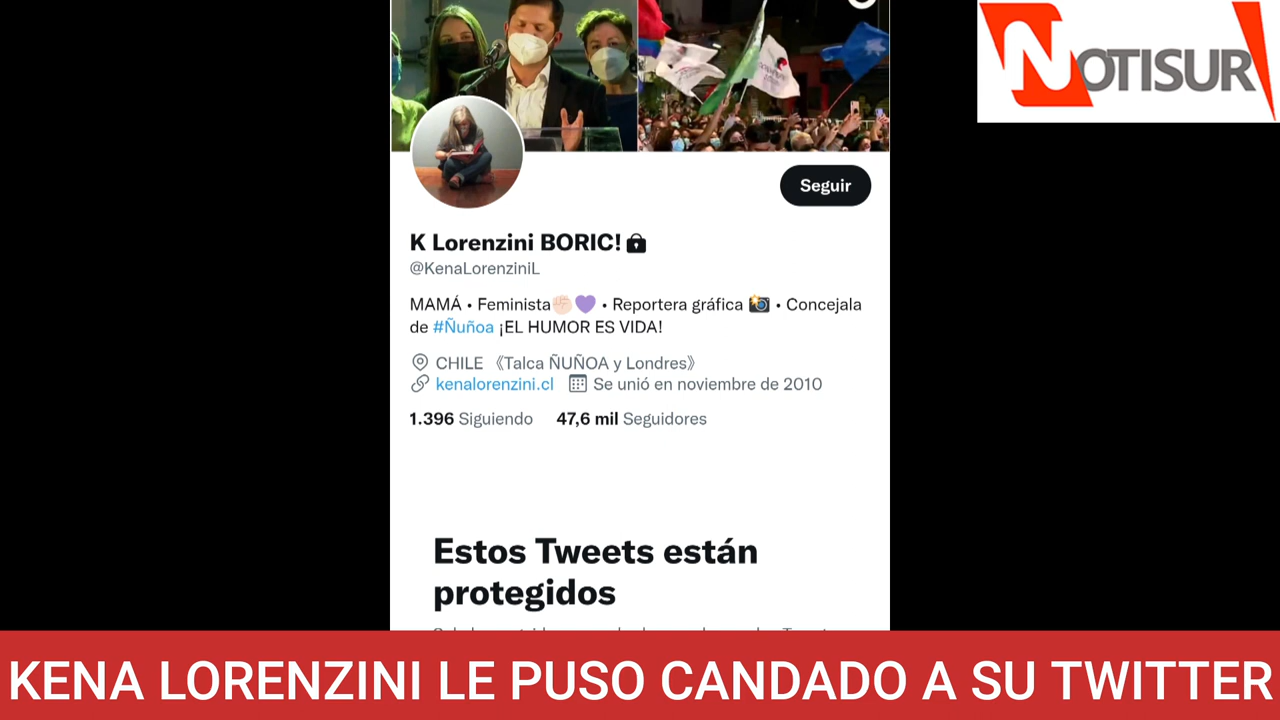 NOTISUR
Seguir
K Lorenzini BORIC!
@KenaLorenziniL
MAMÁ • Feminista✊🏻💜 • Reportera gráfica 📸 • Concejala
de #Ñuñoa ¡EL HUMOR ES VIDA!
CHILE 《Talca ÑUÑOA y Londres》
kenalorenzini.cl Se unió en noviembre de 2010
1.396 Siguiendo 47,6 mil Seguidores
Estos Tweets están
protegidos
KENA LORENZINI LE PUSO CANDADO A SU TWITTER